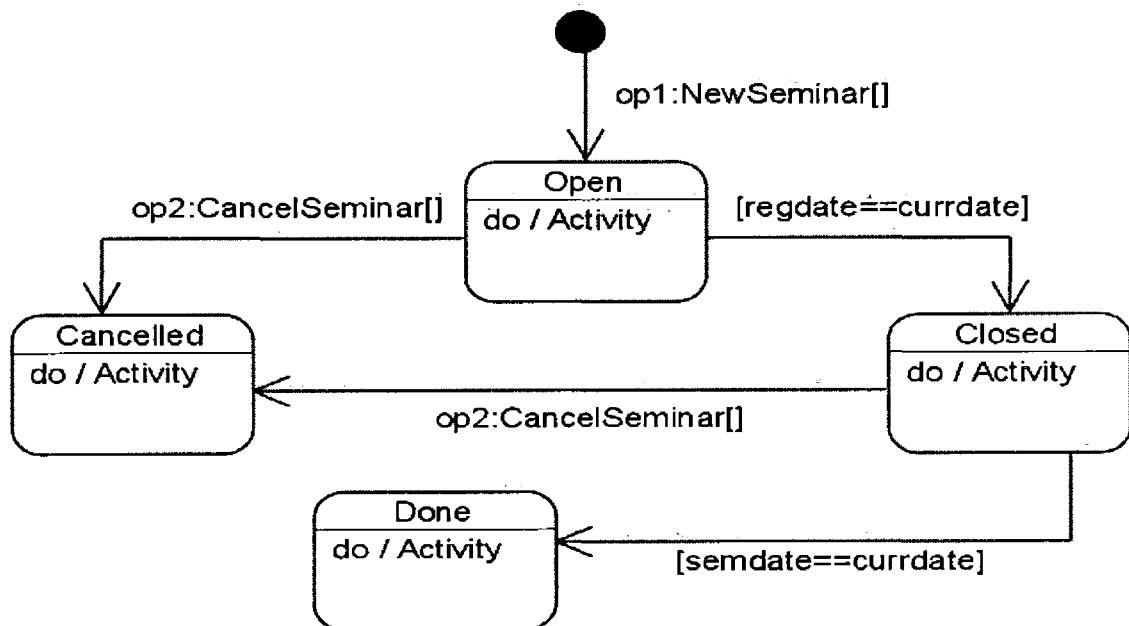 op1:NewSeminar[]
Open
do / Activity
op2:CancelSeminar[]
[regdate==currdate]
Cancelled
do / Activity
Closed
do / Activity
op2:CancelSeminar[]
Done
do / Activity
[semdate==currdate]